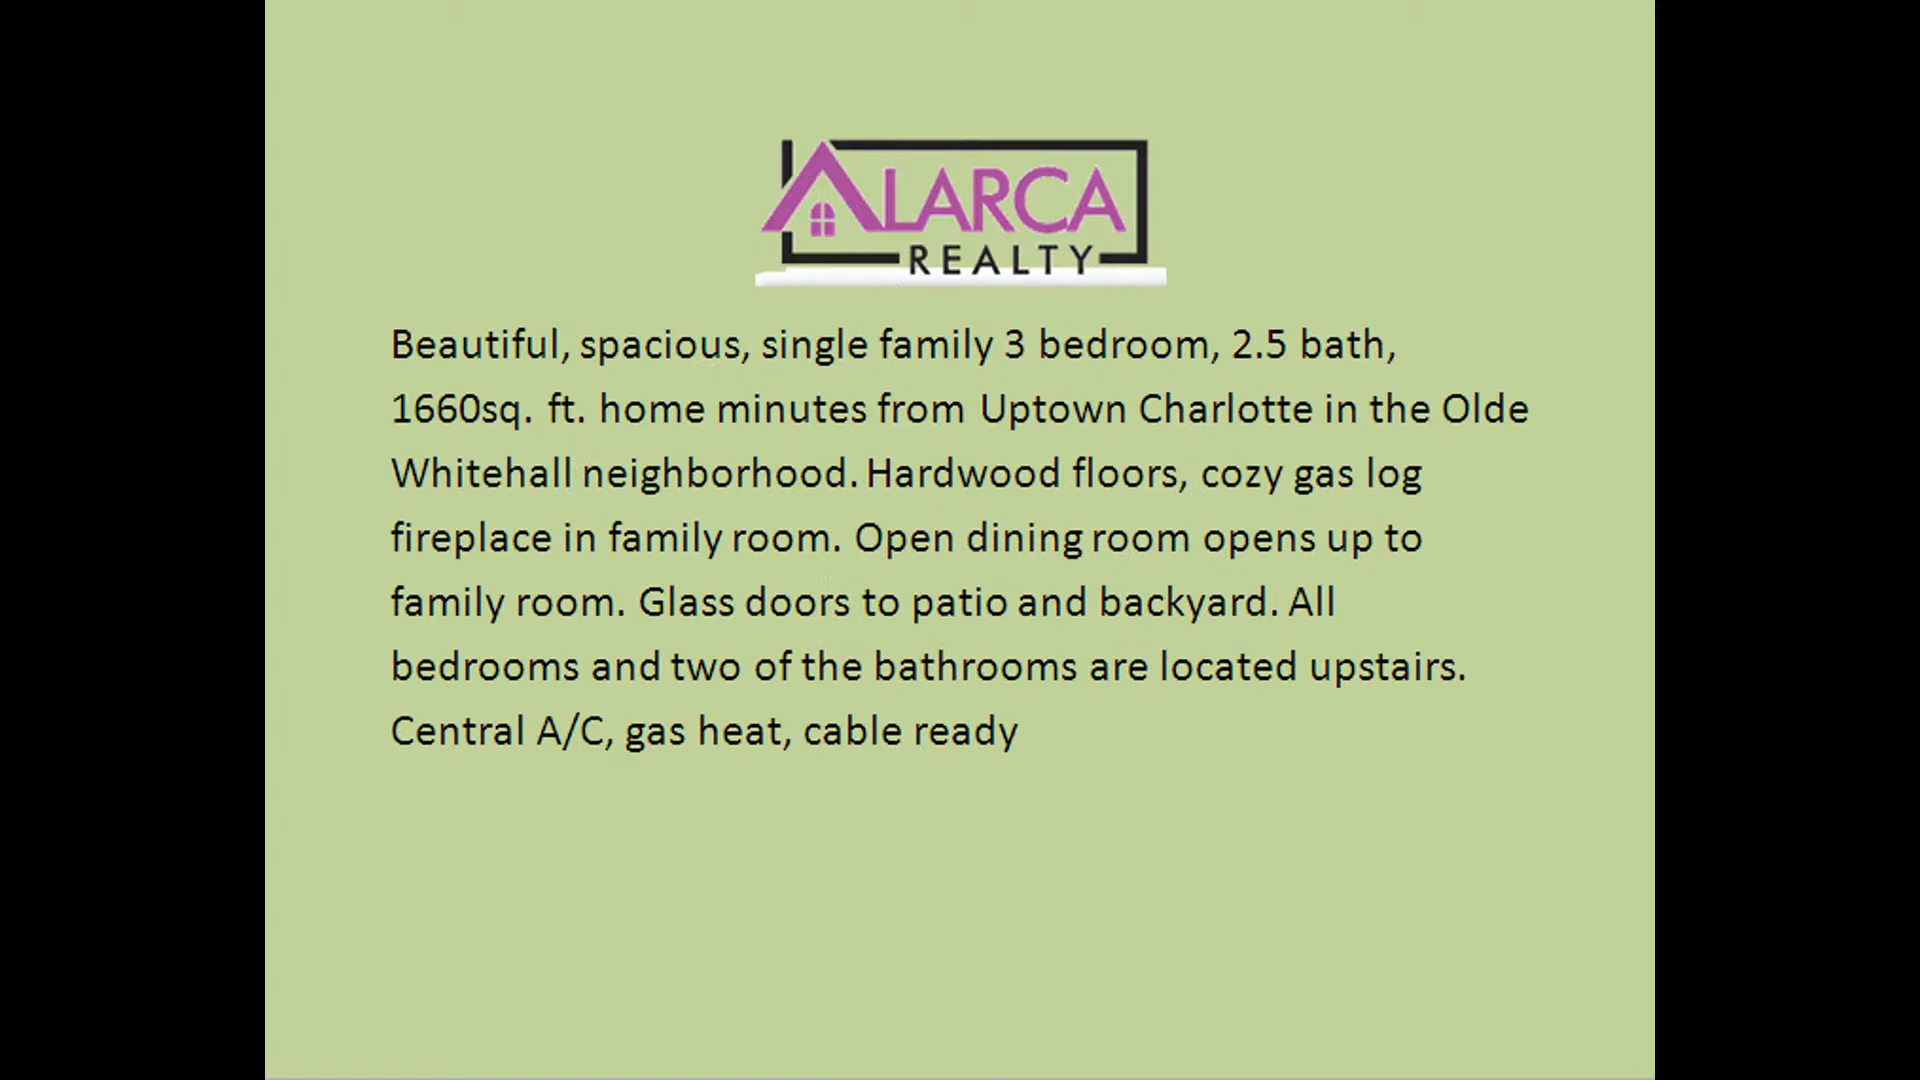 ALARCA
REALTY
Beautiful, spacious, single family 3 bedroom, 2.5 bath,
1660sq. ft. home minutes from Uptown Charlotte in the Olde
Whitehall neighborhood. Hardwood floors, cozy gas log
fireplace in family room. Open dining room opens up to
family room. Glass doors to patio and backyard. All
bedrooms and two of the bathrooms are located upstairs.
Central A/C, gas heat, cable ready